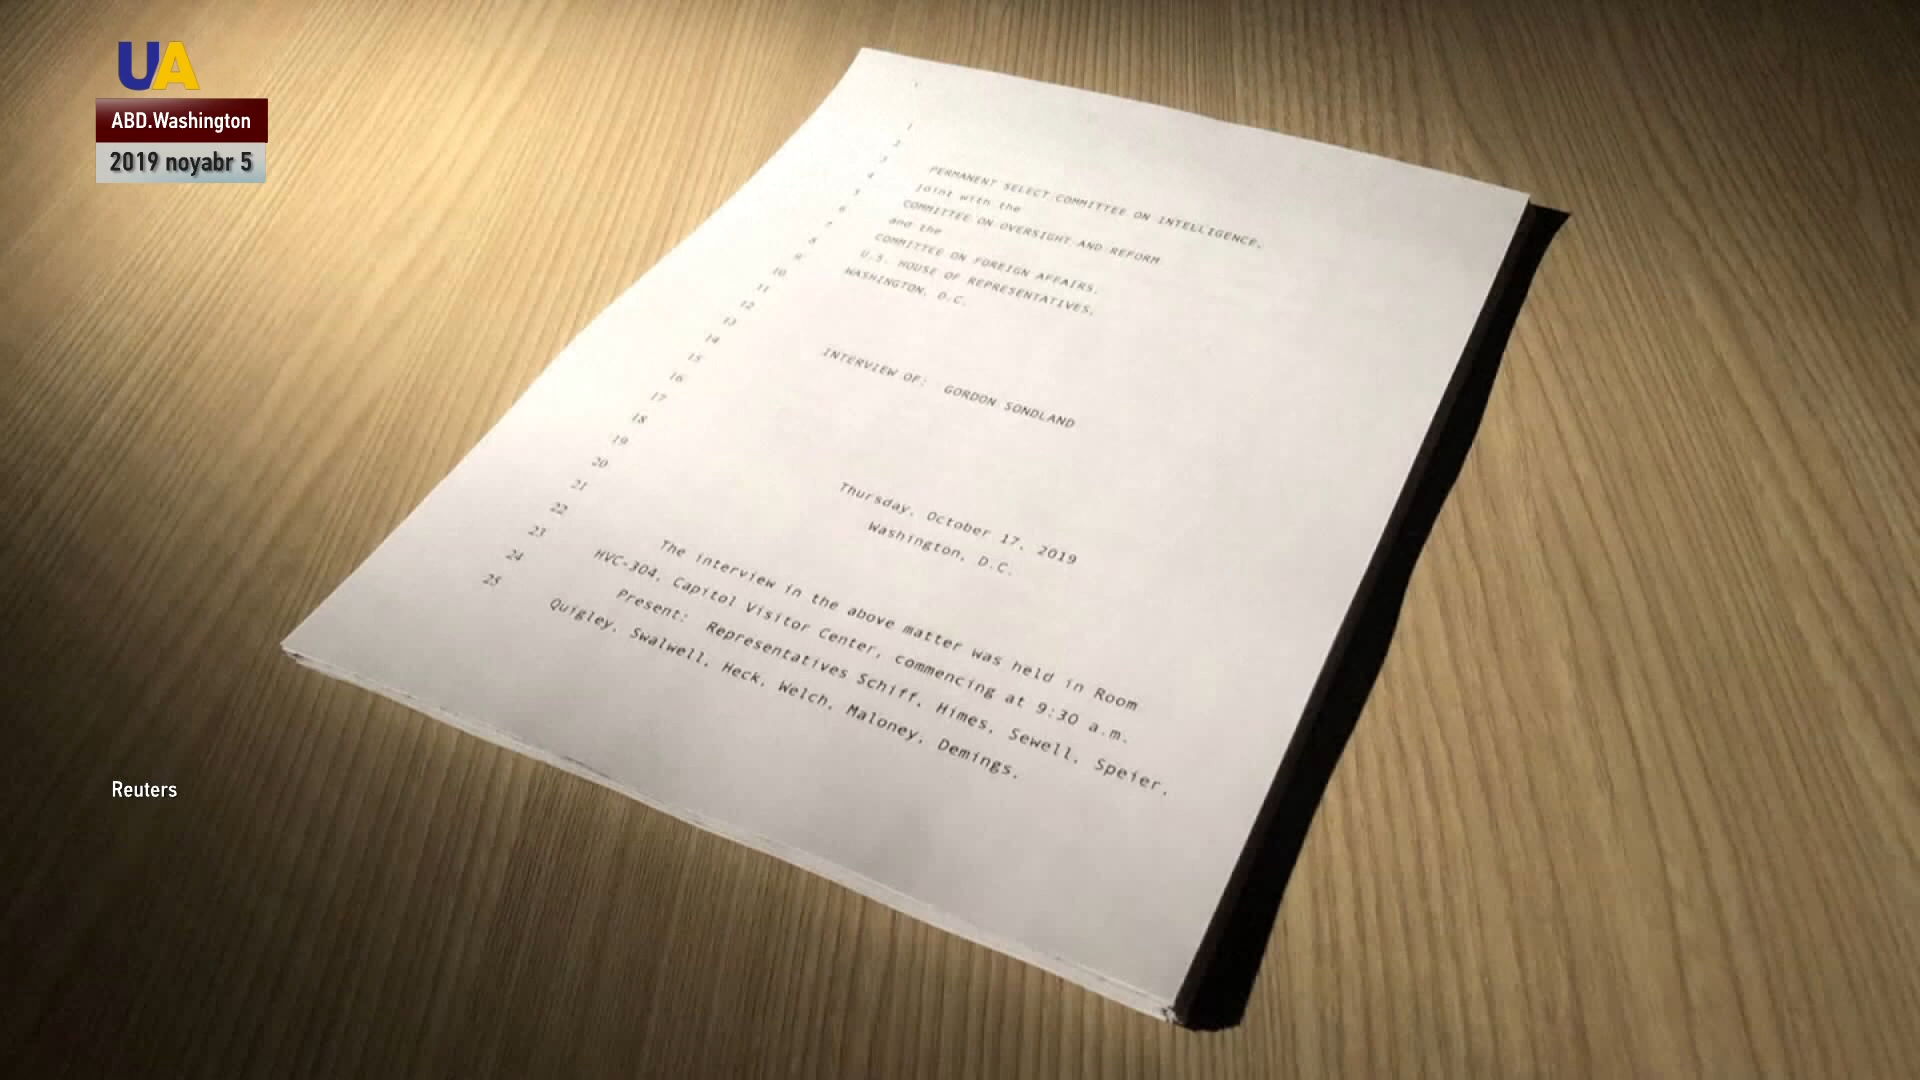 UA
ABD.Washington
2019 noyabr 5
1
2
3
4
5
6
7
8
9
10
11
12
13
14
15
16
17
18
19
20
21
22
23
24
25
PERMANENT SELECT COMMITTEE ON INTELLIGENCE,
joint with the
COMMITTEE ON OVERSIGHT AND REFORM
and the
COMMITTEE ON FOREIGN AFFAIRS,
U.S. HOUSE OF REPRESENTATIVES,
WASHINGTON, D.C.
INTERVIEW OF: GORDON SONDLAND
Thursday, October 17, 2019
Washington, D.C.
The interview in the above matter was held in Room
HVC-304, Capitol Visitor Center, commencing at 9:30 a.m.
Present: Representatives Schiff, Himes, Sewell, Speier,
Quigley, Swalwell, Heck, Welch, Maloney, Demings,
Reuters